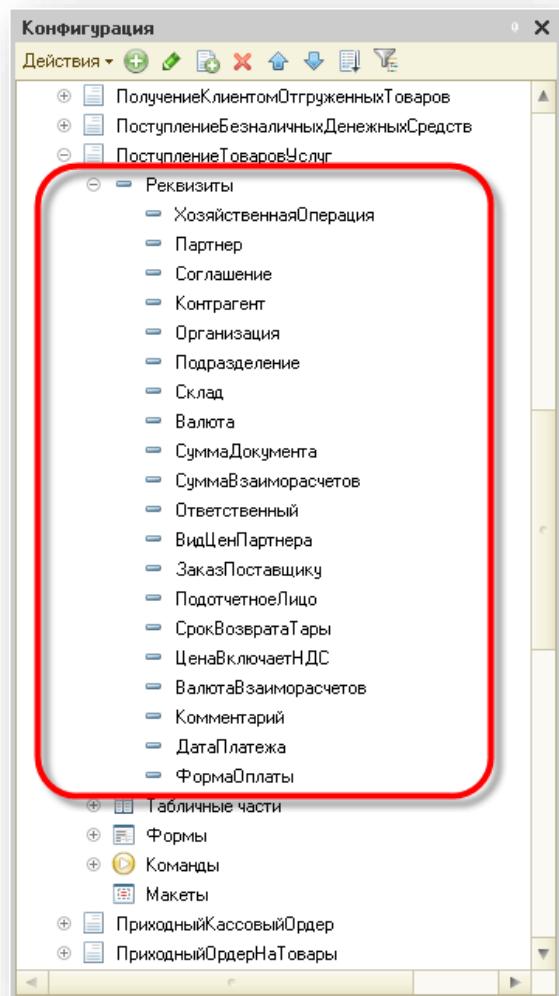 Конфигурация
Действия
ПолучениеКлиентомОтгруженныхТоваров
ПоступлениеБезналичныхДенежныхСредств
ПоступлениеТоваровУслуг
Реквизиты
ХозяйственнаяОперация
Партнер
Соглашение
Контрагент
Организация
Подразделение
Склад
Валюта
СуммаДокумента
СуммаВзаиморасчетов
Ответственный
ВидЦенПартнера
ЗаказПоставщику
ПодотчетноеЛицо
СрокВозвратаТары
ЦенаВключаетНДС
ВалютаВзаиморасчетов
Комментарий
ДатаПлатежа
ФормаОплаты
Табличные части
Формы
Команды
Макеты
ПриходныйКассовыйОрдер
ПриходныйОрдерНаТовары